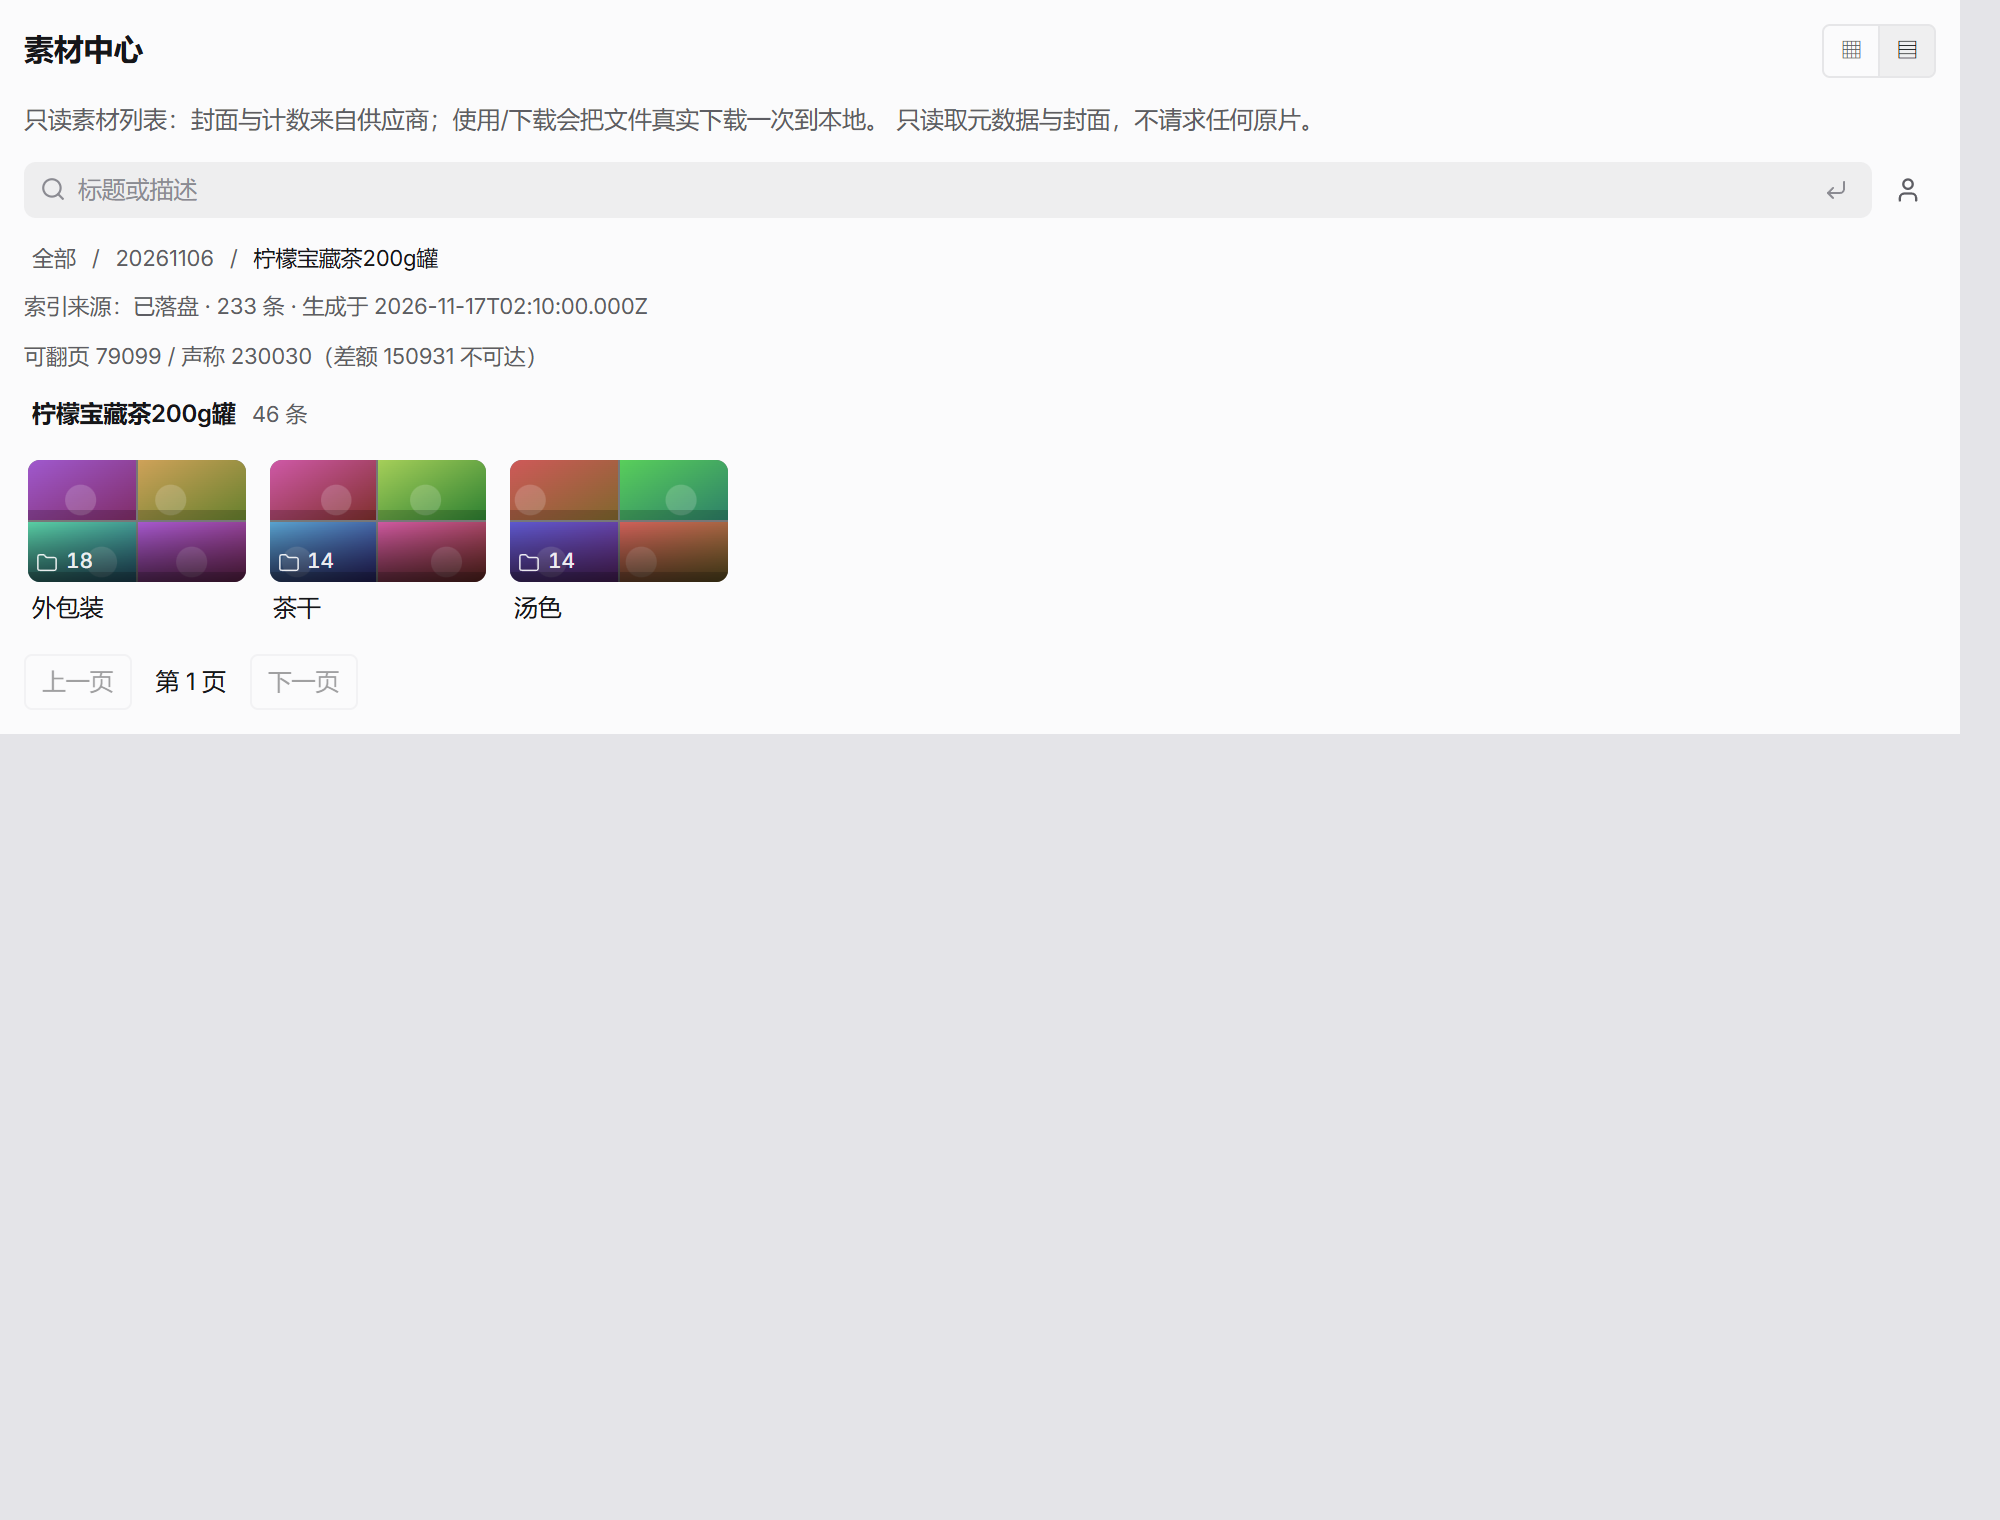 素材中心
只读素材列表：封面与计数来自供应商；使用/下载会把文件真实下载一次到本地。 只读取元数据与封面，不请求任何原片。
标题或描述
全部 / 20261106 / 柠檬宝藏茶200g罐
索引来源：已落盘 · 233 条 · 生成于 2026-11-17T02:10:00.000Z
可翻页 79099 / 声称 230030（差额 150931 不可达）
柠檬宝藏茶200g罐 46 条
18 14 14
外包装 茶干 汤色
上一页 第 1 页 下一页